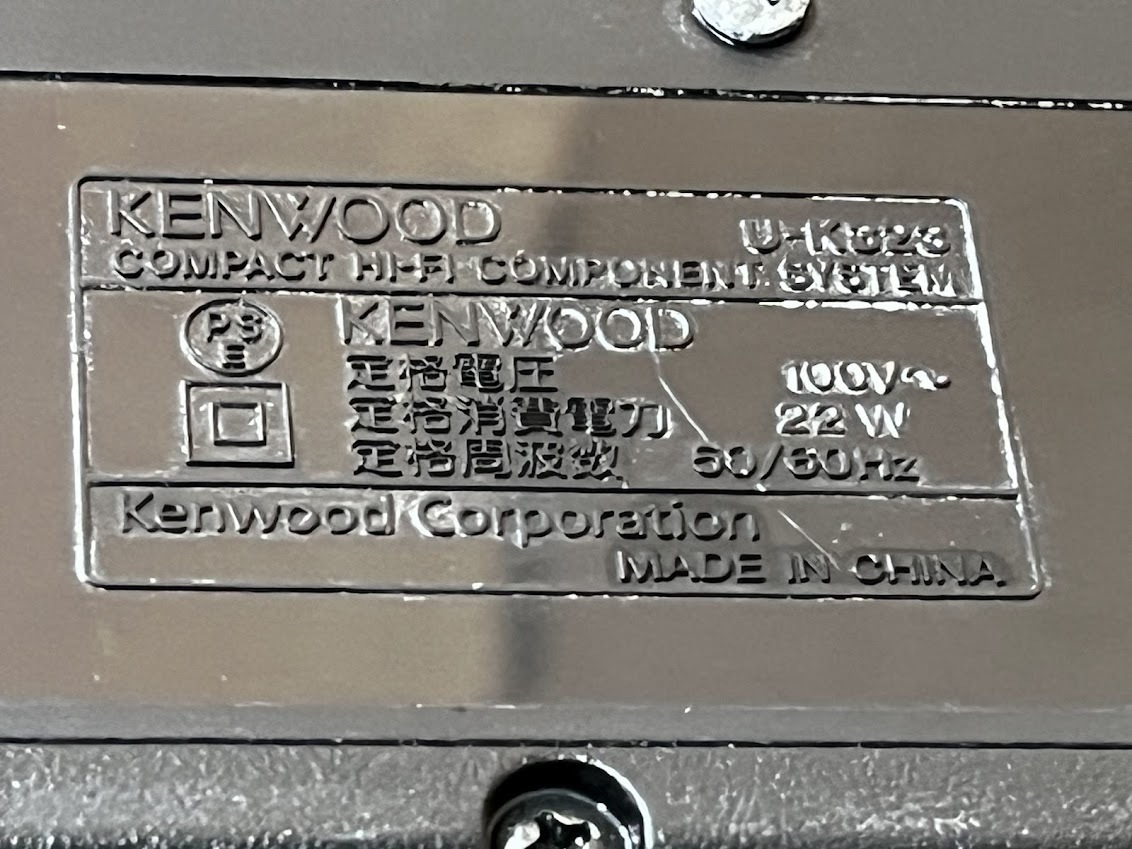 KENWOOD
U-K323
COMPACT HI-FI COMPONENT SYSTEM
PS
E
KENWOOD
定格電圧 100V~
定格消費電力 22W
定格周波数 50/60Hz
Kenwood Corporation
MADE IN CHINA